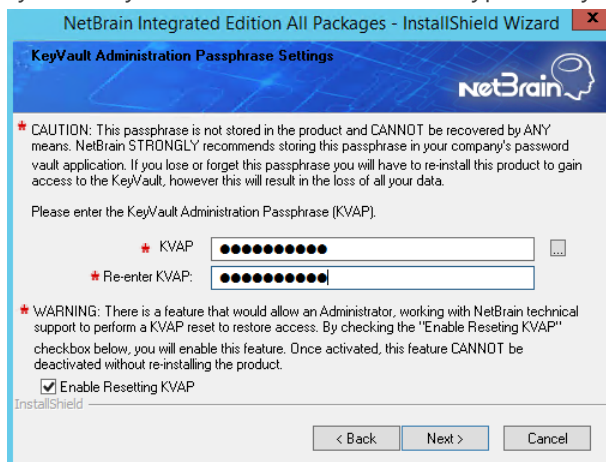 NetBrain Integrated Edition All Packages - InstallShield Wizard X
KeyVault Administration Passphrase Settings
NetBrain
* CAUTION: This passphrase is not stored in the product and CANNOT be recovered by ANY
means. NetBrain STRONGLY recommends storing this passphrase in your company's password
vault application. If you lose or forget this passphrase you will have to re-install this product to gain
access to the KeyVault, however this will result in the loss of all your data.
Please enter the KeyVault Administration Passphrase (KVAP).
* KVAP ●●●●●●●●●● ...
* Re-enter KVAP: ●●●●●●●●●●
* WARNING: There is a feature that would allow an Administrator, working with NetBrain technical
support to perform a KVAP reset to restore access. By checking the "Enable Reseting KVAP"
checkbox below, you will enable this feature. Once activated, this feature CANNOT be
deactivated without re-installing the product.
Enable Resetting KVAP
InstallShield
< Back Next > Cancel